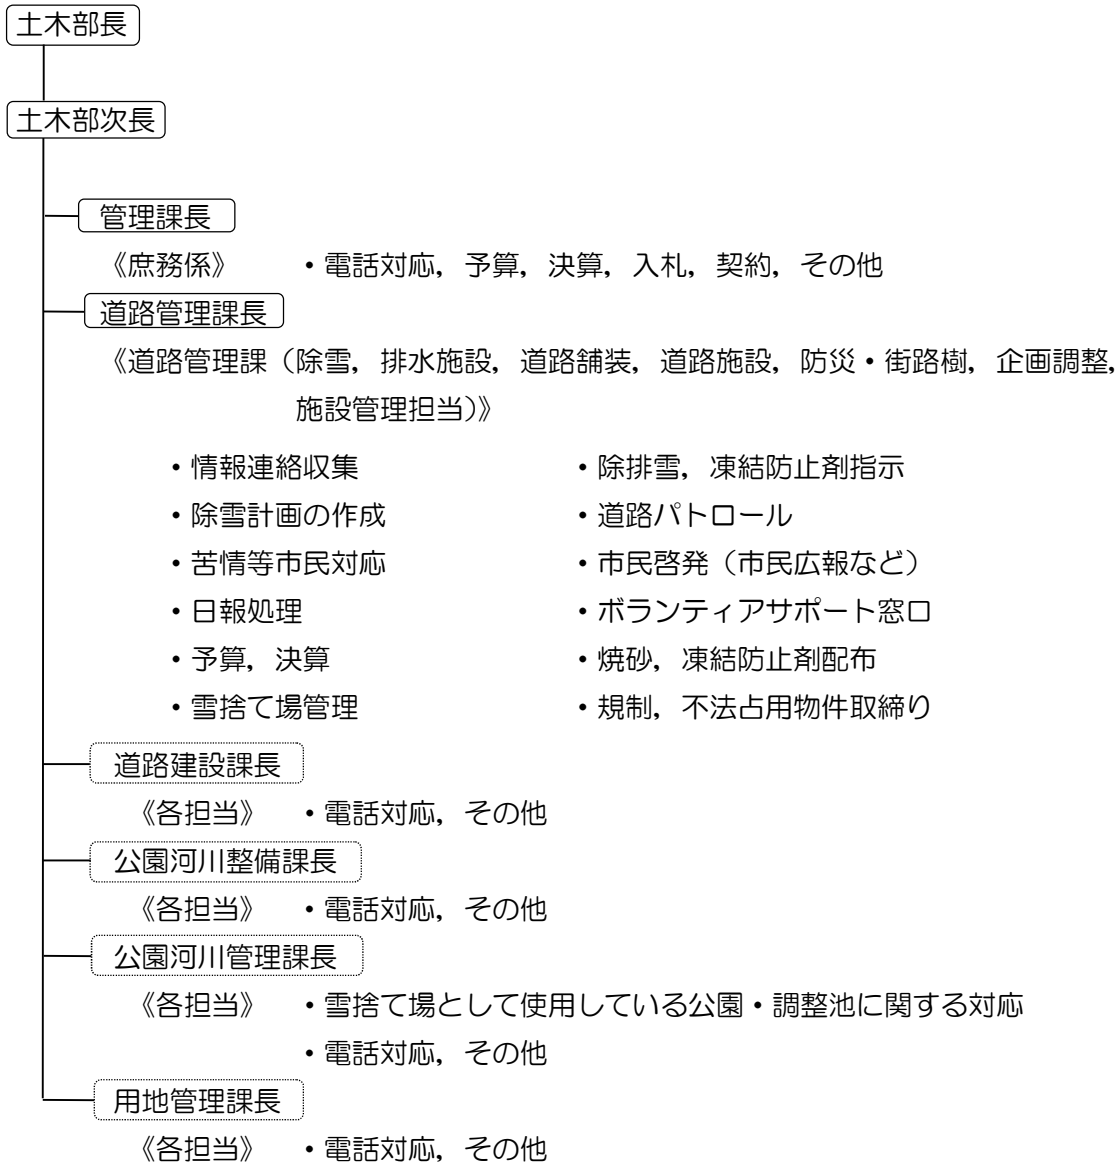 土木部長
土木部次長
管理課長
《庶務係》 ・電話対応，予算，決算，入札，契約，その他
道路管理課長
《道路管理課（除雪，排水施設，道路舗装，道路施設，防災・街路樹，企画調整，
施設管理担当）》
・情報連絡収集 ・除排雪，凍結防止剤指示
・除雪計画の作成 ・道路パトロール
・苦情等市民対応 ・市民啓発（市民広報など）
・日報処理 ・ボランティアサポート窓口
・予算，決算 ・焼砂，凍結防止剤配布
・雪捨て場管理 ・規制，不法占用物件取締り
道路建設課長
《各担当》 ・電話対応，その他
公園河川整備課長
《各担当》 ・電話対応，その他
公園河川管理課長
《各担当》 ・雪捨て場として使用している公園・調整池に関する対応
・電話対応，その他
用地管理課長
《各担当》 ・電話対応，その他